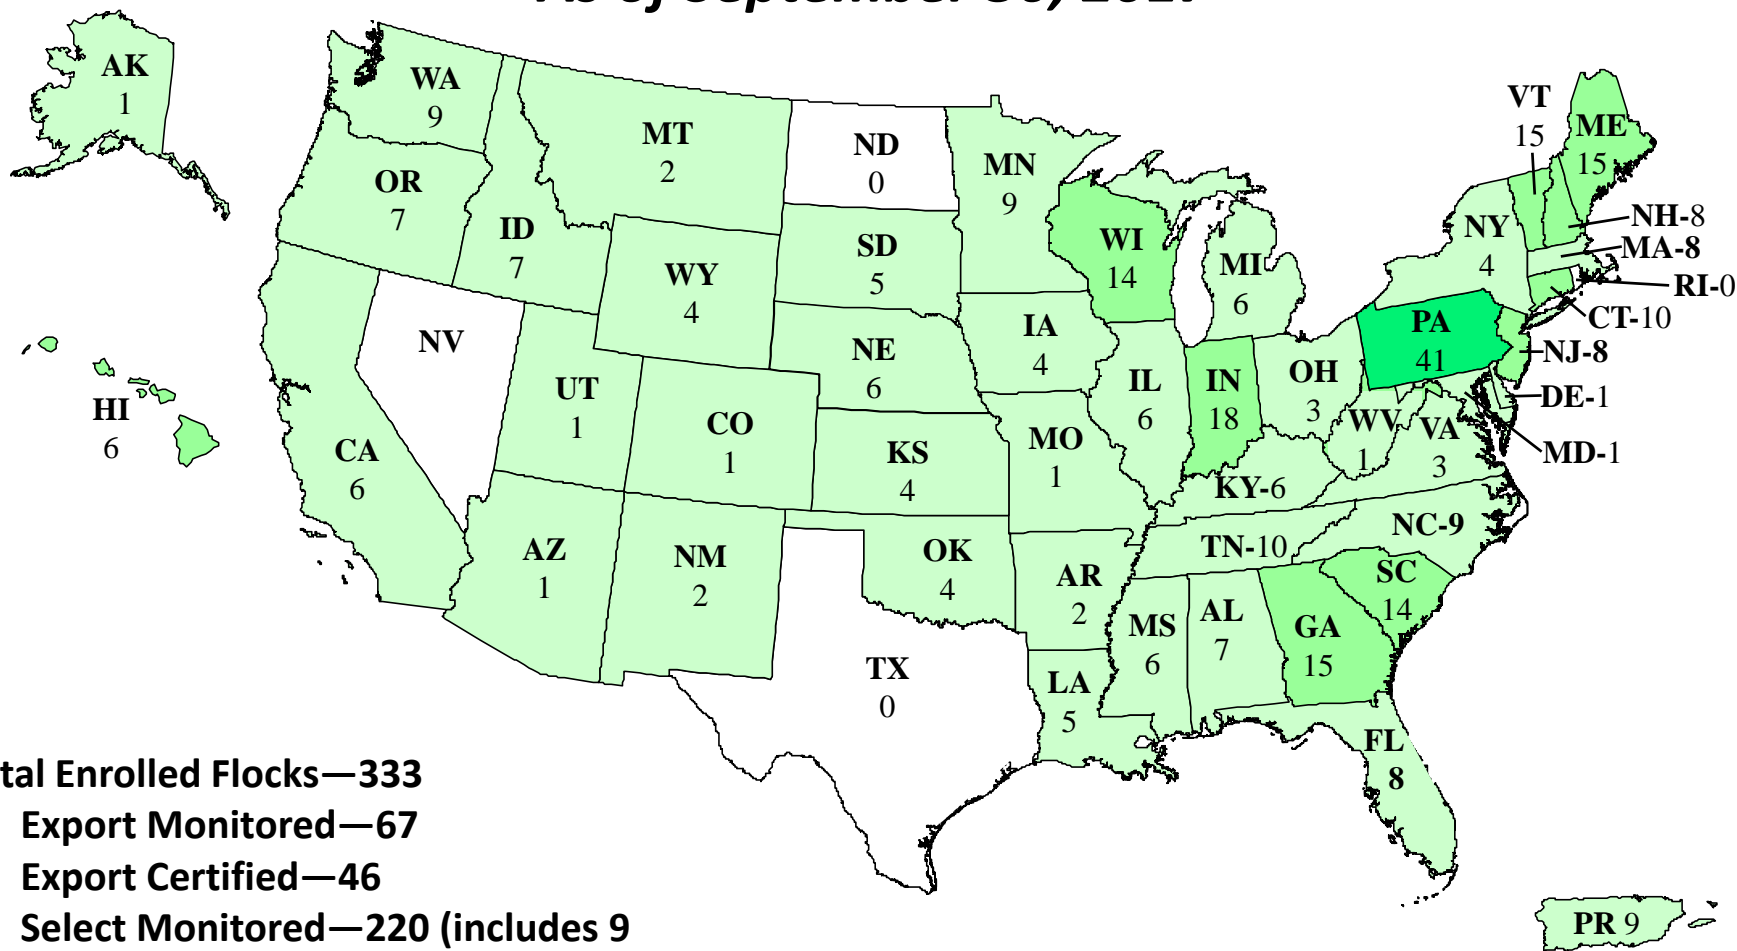 AK
1
WA
9
MT
2
ND
0
MN
9
VT
15
ME
15
OR
7
ID
7
WY
4
SD
5
WI
14
MI
6
NY
4
NH-8
MA-8
RI-0
CT-10
NJ-8
DE-1
MD-1
PA
41
NV
UT
1
CO
1
NE
6
IA
4
IL
6
IN
18
OH
3
WV
1
VA
3
HI
6
CA
6
KS
4
MO
1
KY-6
NC-9
TN-10
AZ
1
NM
2
OK
4
AR
2
SC
14
MS
6
AL
7
GA
15
TX
0
LA
5
FL
8
PR 9
Enrolled Flocks—333
Export Monitored—67
Export Certified—46
Select Monitored—220 (includes 9